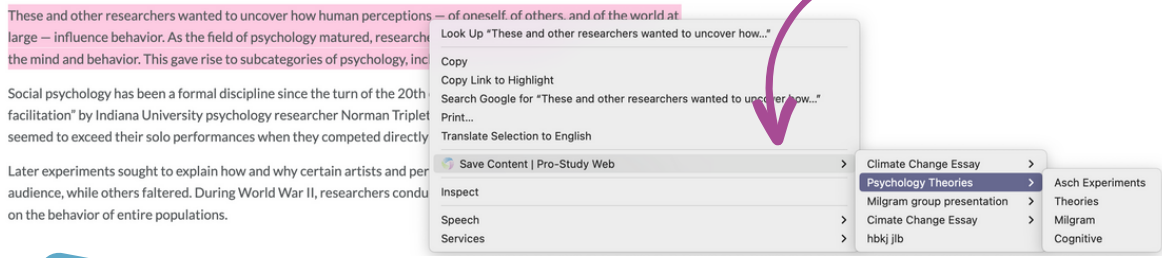 These and other researchers wanted to uncover how human perceptions — of oneself, of others, and of the world at
large — influence behavior. As the field of psychology matured, researche
the mind and behavior. This gave rise to subcategories of psychology, inc
Social psychology has been a formal discipline since the turn of the 20th
facilitation” by Indiana University psychology researcher Norman Triplet
seemed to exceed their solo performances when they competed directly
Later experiments sought to explain how and why certain artists and per
audience, while others faltered. During World War II, researchers condu
on the behavior of entire populations.
Look Up “These and other researchers wanted to uncover how...”
Copy
Copy Link to Highlight
Search Google for “These and other researchers wanted to uncover how...”
Print...
Translate Selection to English
Save Content | Pro-Study Web
Inspect
Speech
Services
Climate Change Essay
Psychology Theories
Milgram group presentation
Cimate Change Essay
hbkj jlb
Asch Experiments
Theories
Milgram
Cognitive